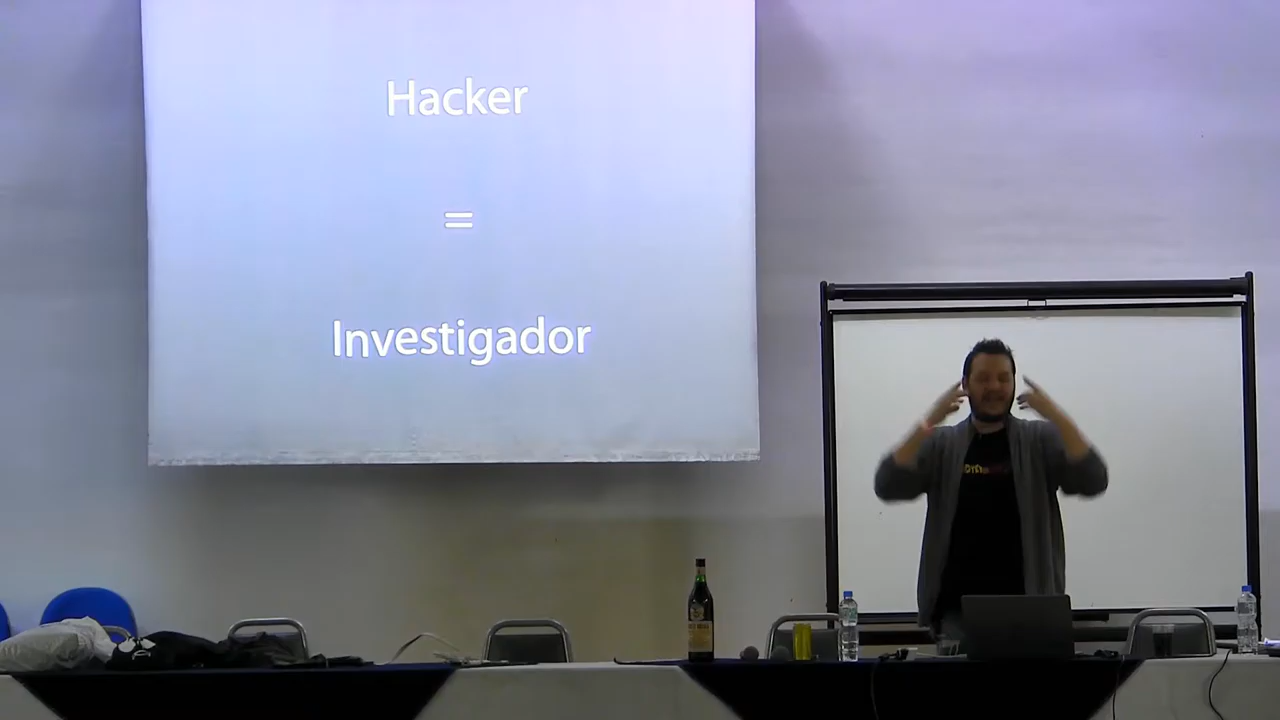 Hacker
=
Investigador